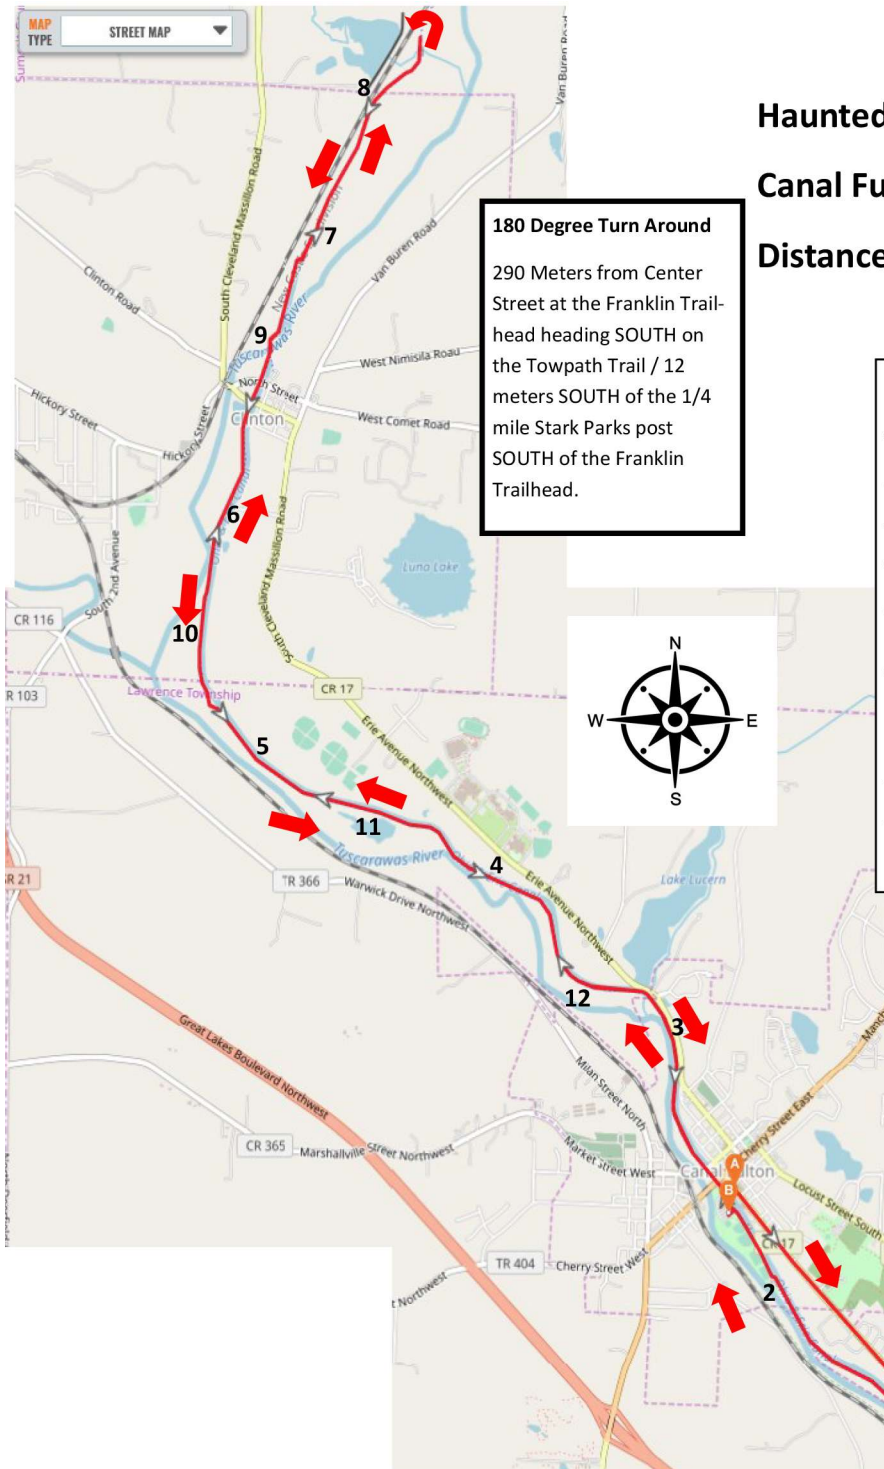 MAP
TYPE
STREET MAP
Haunted
Canal Fu
Distance
180 Degree Turn Around
290 Meters from Center
Street at the Franklin Trail-
head heading SOUTH on
the Towpath Trail / 12
meters SOUTH of the 1/4
mile Stark Parks post
SOUTH of the Franklin
Trailhead.
Van Buren Road
8
South Cleveland Massillon Road
7
Van Buren Road
Clinton Road
9
Tuscarawas River
West Nimisila Road
North Street
Hickory Street
Clinton
West Comet Road
Hickory Street
6
South Cleveland Massillon Road
Luna Lake
South 2nd Avenue
CR 116
10
N
W
E
S
R 103
Lawrence Township
CR 17
Erie Avenue Northwest
5
11
Tuscarawas River
4
SR 21
TR 366
Warwick Drive Northwest
Erie Avenue Northwest
Lake Lucern
12
3
Great Lakes Boulevard Northwest
Milan Street North
Manch
Cherry Street East
CR 365
Marshallville Street Northwest
Market Street West
Canal Fulton
A
B
Locust Street South
CR 17
TR 404
Cherry Street West
t Northwest
2